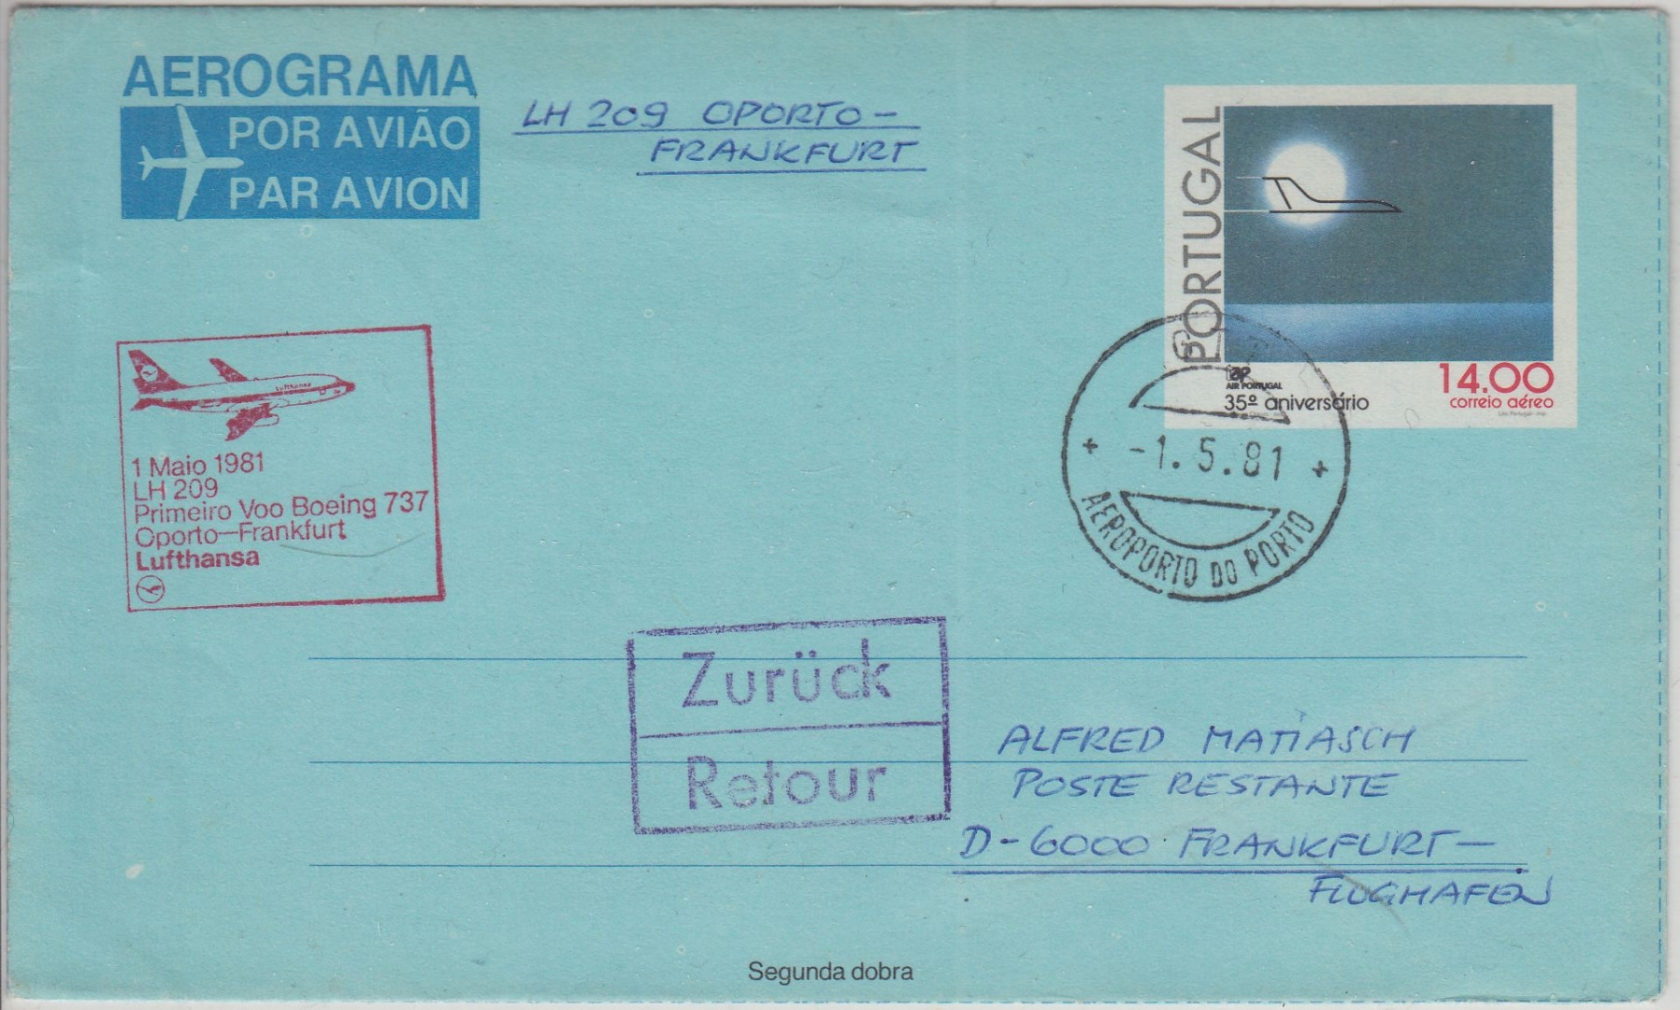 AEROGRAMA
POR AVIÃO
PAR AVION
LH 209 OPORTO-
FRANKFURT
PORTUGAL
tap
AIR PORTUGAL
35º aniversário
14.00
correio aéreo
-1.5.81
AEROPORTO DO PORTO
Lufthansa
1 Maio 1981
LH 209
Primeiro Voo Boeing 737
Oporto—Frankfurt
Lufthansa
Zurück
Retour
ALFRED MATIASCH
POSTE RESTANTE
D-6000 FRANKFURT-
FLUGHAFEN
Segunda dobra